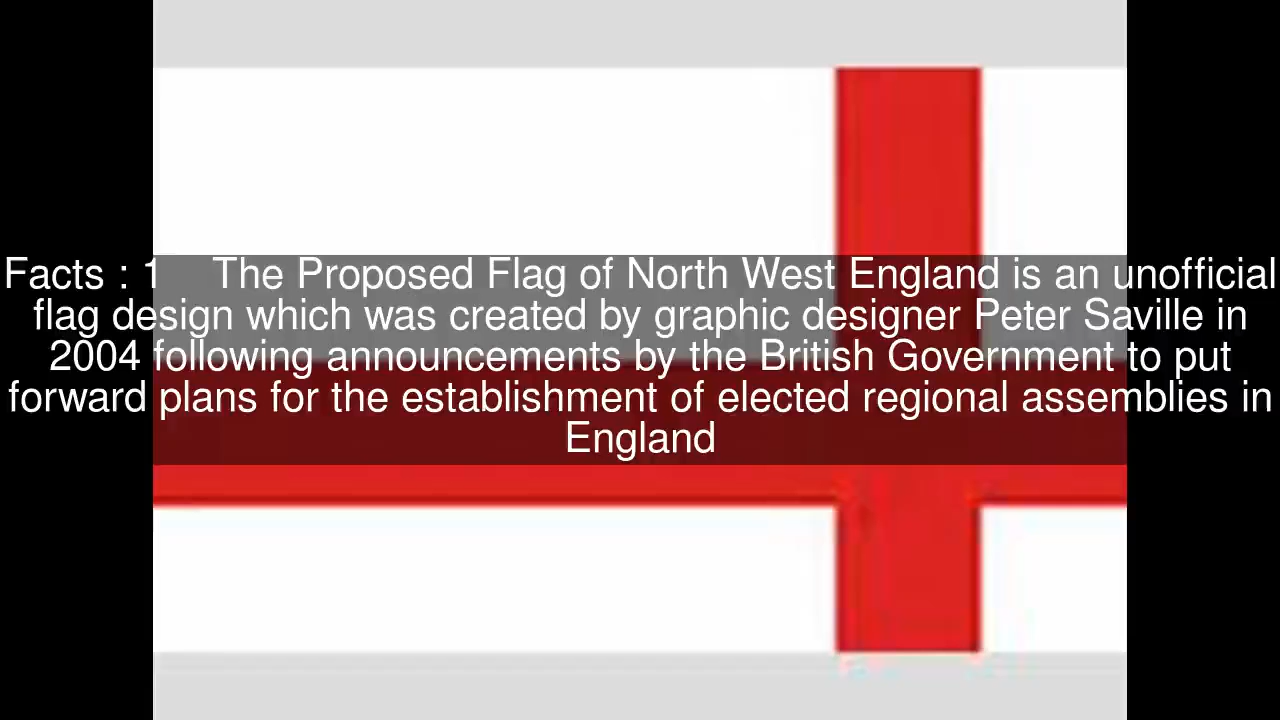 Facts : 1 The Proposed Flag of North West England is an unofficial
flag design which was created by graphic designer Peter Saville in
2004 following announcements by the British Government to put
forward plans for the establishment of elected regional assemblies in
England